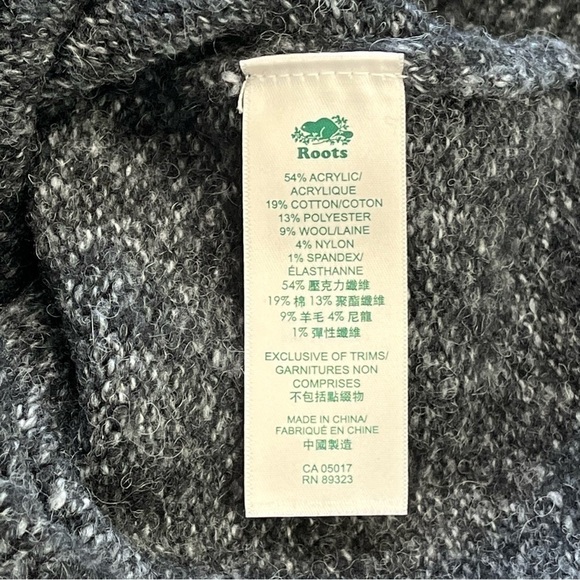 Roots
54% ACRYLIC/
ACRYLIQUE
19% COTTON/COTON
13% POLYESTER
9% WOOL/LAINE
4% NYLON
1% SPANDEX/
ÉLASTHANNE
54% 壓克力纖維
19% 棉 13% 聚酯纖維
9% 羊毛 4% 尼龍
1% 彈性纖維
EXCLUSIVE OF TRIMS/
GARNITURES NON
COMPRISES
不包括點綴物
MADE IN CHINA/
FABRIQUÉ EN CHINE
中國製造
CA 05017
RN 89323